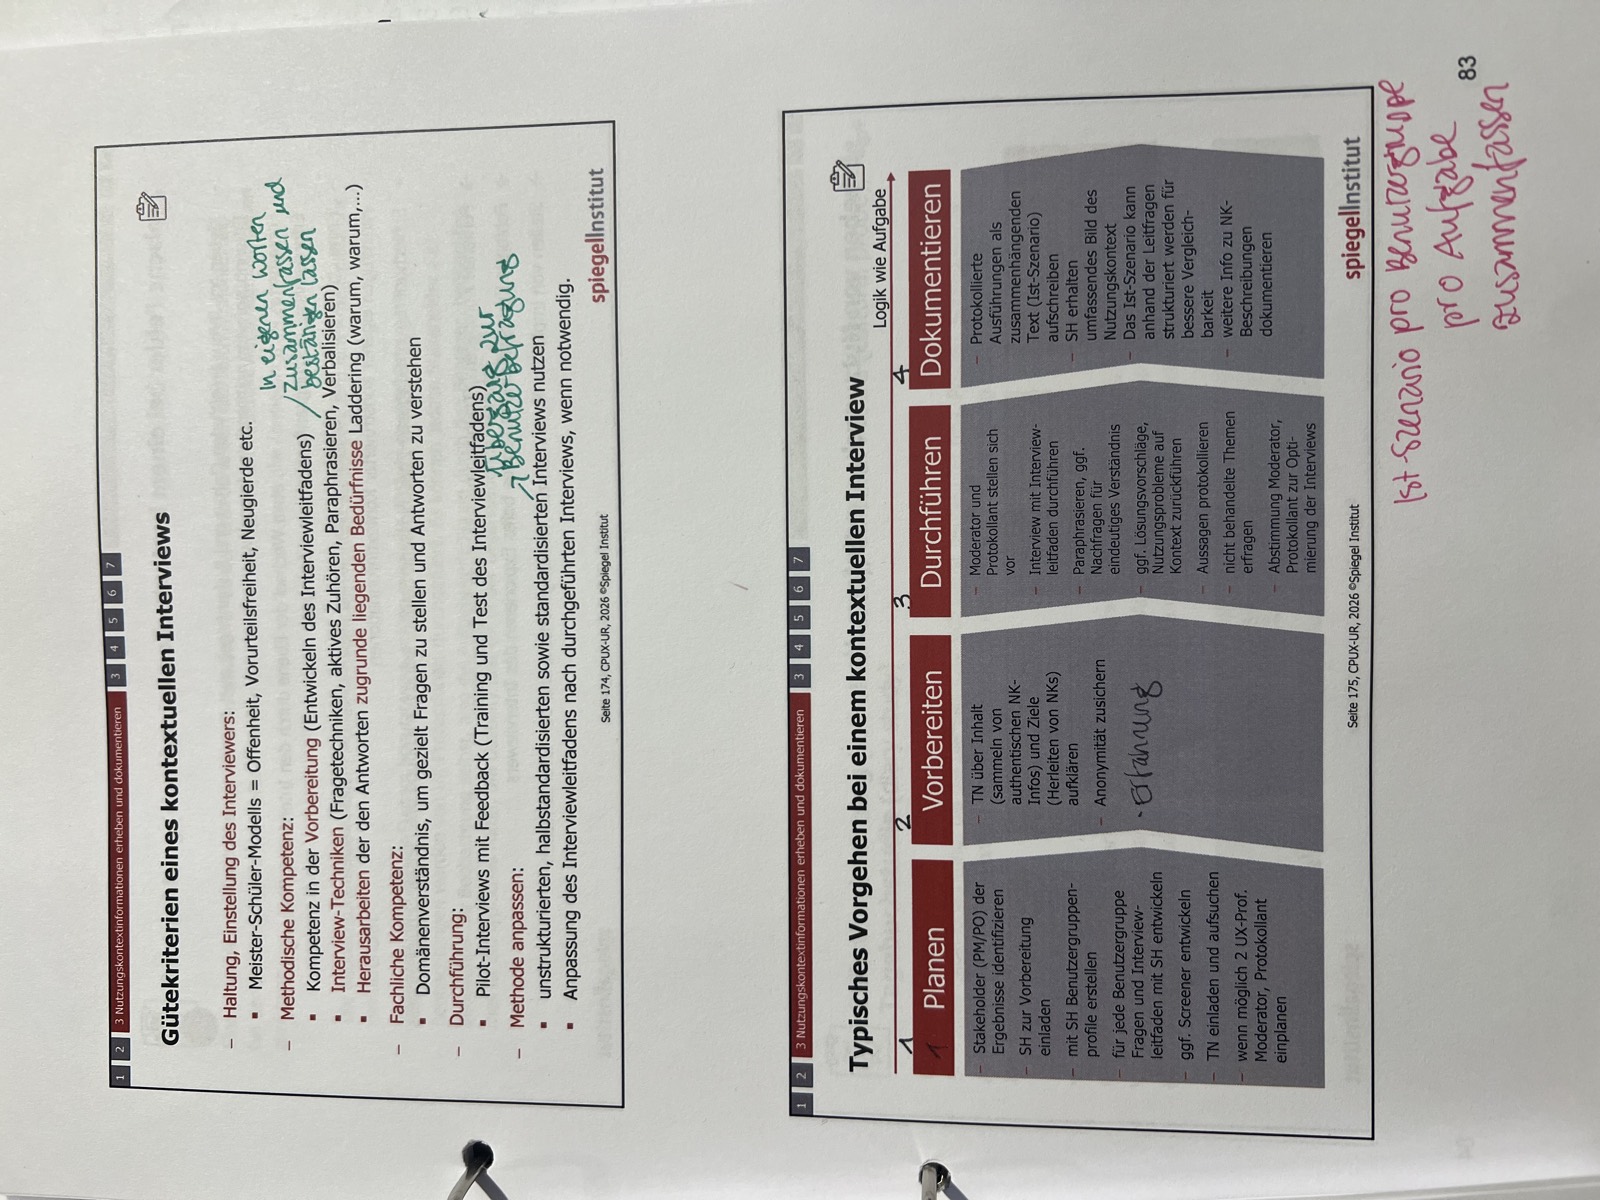 1 2 3 Nutzungskontextinformationen erheben und dokumentieren 3 4 5 6 7
Gütekriterien eines kontextuellen Interviews
– Haltung, Einstellung des Interviewers:
▪ Meister-Schüler-Modells = Offenheit, Vorurteilsfreiheit, Neugierde etc.
In eigenen Worten
zusammenfassen und
bestätigen lassen
– Methodische Kompetenz:
▪ Kompetenz in der Vorbereitung (Entwickeln des Interviewleitfadens)
▪ Interview-Techniken (Fragetechniken, aktives Zuhören, Paraphrasieren, Verbalisieren)
▪ Herausarbeiten der den Antworten zugrunde liegenden Bedürfnisse Laddering (warum, warum,...)
– Fachliche Kompetenz:
▪ Domänenverständnis, um gezielt Fragen zu stellen und Antworten zu verstehen
– Durchführung:
▪ Pilot-Interviews mit Feedback (Training und Test des Interviewleitfadens)
Übergang zur
Benutzerbefragung
– Methode anpassen:
▪ unstrukturierten, halbstandardisierten sowie standardisierten Interviews nutzen
▪ Anpassung des Interviewleitfadens nach durchgeführten Interviews, wenn notwendig.
Seite 174, CPUX-UR, 2026 ©Spiegel Institut
spiegelInstitut
1 2 3 Nutzungskontextinformationen erheben und dokumentieren 3 4 5 6 7
Typisches Vorgehen bei einem kontextuellen Interview
Logik wie Aufgabe
1
1 Planen
– Stakeholder (PM/PO) der
Ergebnisse identifizieren
– SH zur Vorbereitung
einladen
– mit SH Benutzergruppen-
profile erstellen
– für jede Benutzergruppe
Fragen und Interview-
leitfaden mit SH entwickeln
– ggf. Screener entwickeln
– TN einladen und aufsuchen
– wenn möglich 2 UX-Prof.
Moderator, Protokollant
einplanen
2
Vorbereiten
– TN über Inhalt
(sammeln von
authentischen NK-
Infos) und Ziele
(Herleiten von NKs)
aufklären
– Anonymität zusichern
· Erfahrung
3
Durchführen
– Moderator und
Protokollant stellen sich
vor
– Interview mit Interview-
leitfaden durchführen
– Paraphrasieren, ggf.
Nachfragen für
eindeutiges Verständnis
– ggf. Lösungsvorschläge,
Nutzungsprobleme auf
Kontext zurückführen
– Aussagen protokollieren
– nicht behandelte Themen
erfragen
– Abstimmung Moderator,
Protokollant zur Opti-
mierung der Interviews
4
Dokumentieren
– Protokollierte
Ausführungen als
zusammenhängenden
Text (Ist-Szenario)
aufschreiben
– SH erhalten
umfassendes Bild des
Nutzungskontext
– Das Ist-Szenario kann
anhand der Leitfragen
strukturiert werden für
bessere Vergleich-
barkeit
– weitere Info zu NK-
Beschreibungen
dokumentieren
Seite 175, CPUX-UR, 2026 ©Spiegel Institut
spiegelInstitut
Ist-Szenario pro Benutzergruppe
pro Aufgabe
zusammenfassen
83